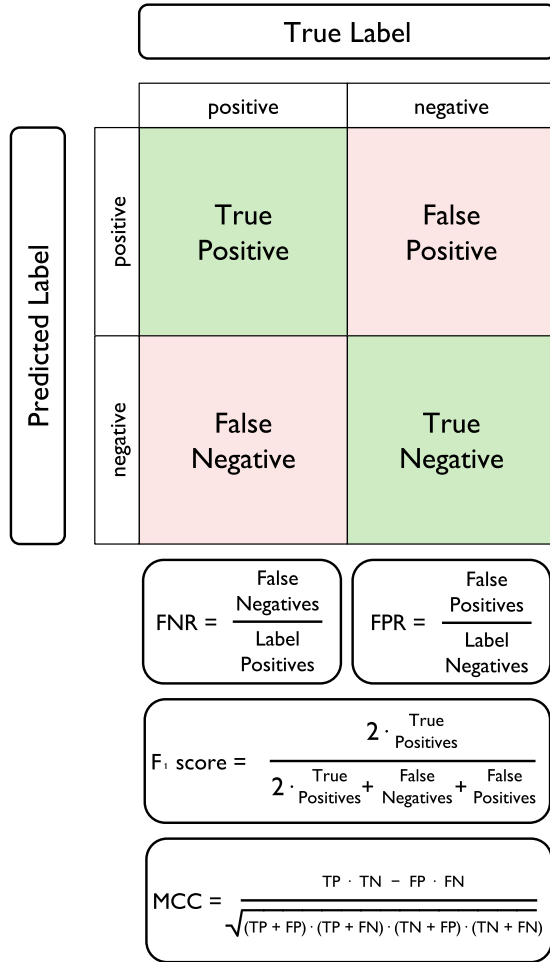 True Label
positive negative
Predicted Label
positive
True
Positive
False
Positive
negative
False
Negative
True
Negative
FNR =
False
Negatives
Label
Positives
FPR =
False
Positives
Label
Negatives
F₁ score =
2 · True
Positives
2 · True
Positives + False
Negatives + False
Positives
MCC =
TP · TN − FP · FN
√(TP + FP) · (TP + FN) · (TN + FP) · (TN + FN)